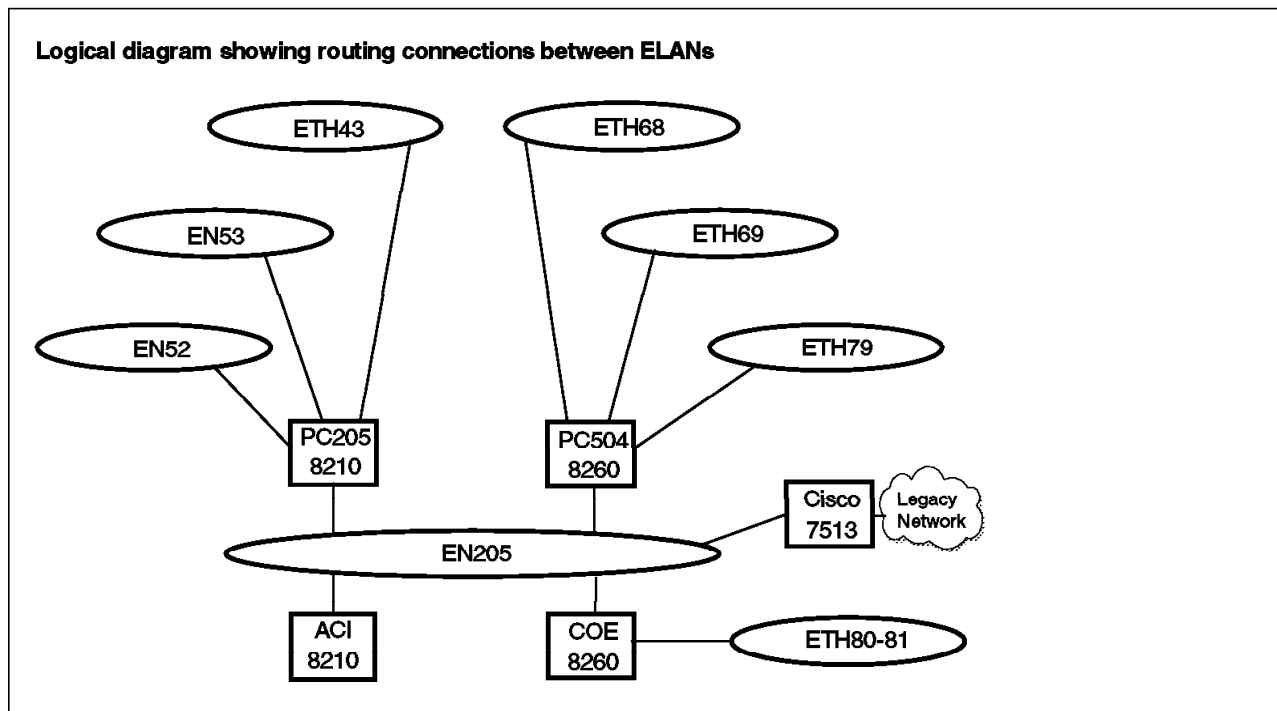 Logical diagram showing routing connections between ELANs
ETH43
ETH68
EN53
ETH69
EN52
ETH79
PC205
8210
PC504
8260
Cisco
7513
Legacy
Network
EN205
ACI
8210
COE
8260
ETH80-81